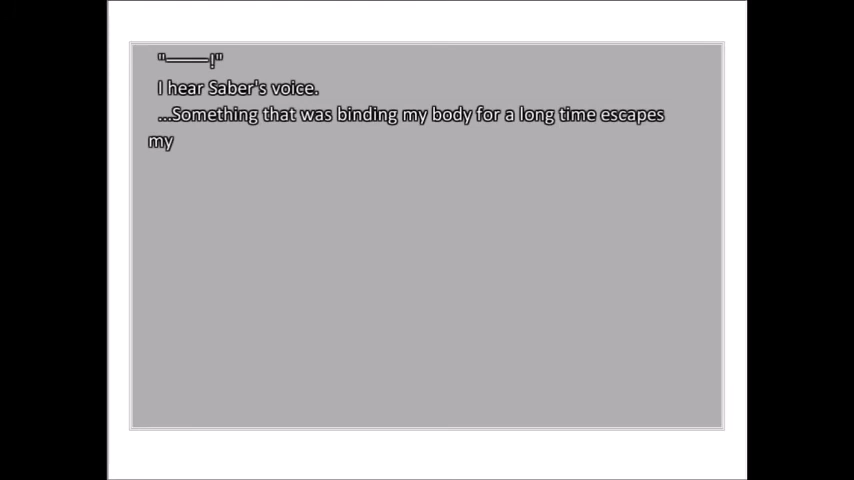 "―――!"
I hear Saber's voice.
...Something that was binding my body for a long time escapes
my